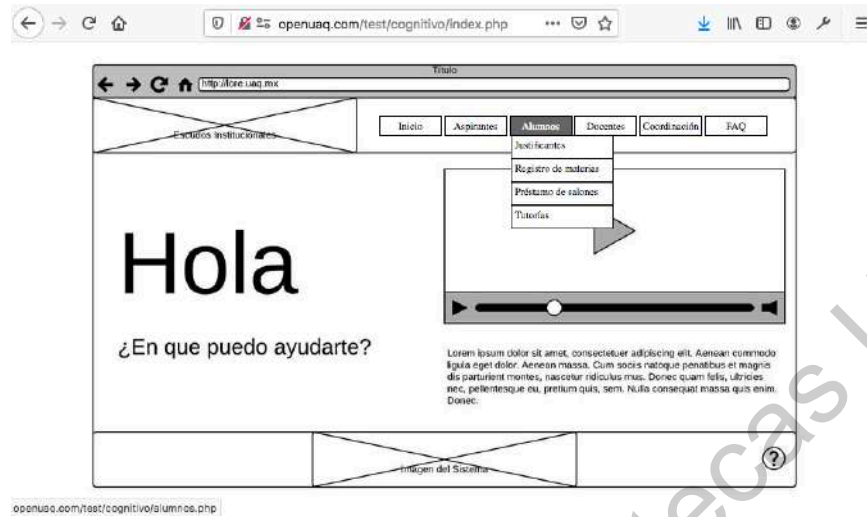 openuaq.com/test/cognitivo/index.php
Título
http://lore.uaq.mx
Escudos Institucionales
Inicio
Aspirantes
Alumnos
Docentes
Coordinación
FAQ
Justificantes
Registro de materias
Préstamo de salones
Tutorías
Hola
¿En que puedo ayudarte?
Lorem ipsum dolor sit amet, consectetuer adipiscing elit. Aenean commodo
ligula eget dolor. Aenean massa. Cum sociis natoque penatibus et magnis
dis parturient montes, nascetur ridiculus mus. Donec quam felis, ultricies
nec, pellentesque eu, pretium quis, sem. Nulla consequat massa quis enim.
Donec.
Imagen del Sistema
?
openuaq.com/test/cognitivo/alumnos.php